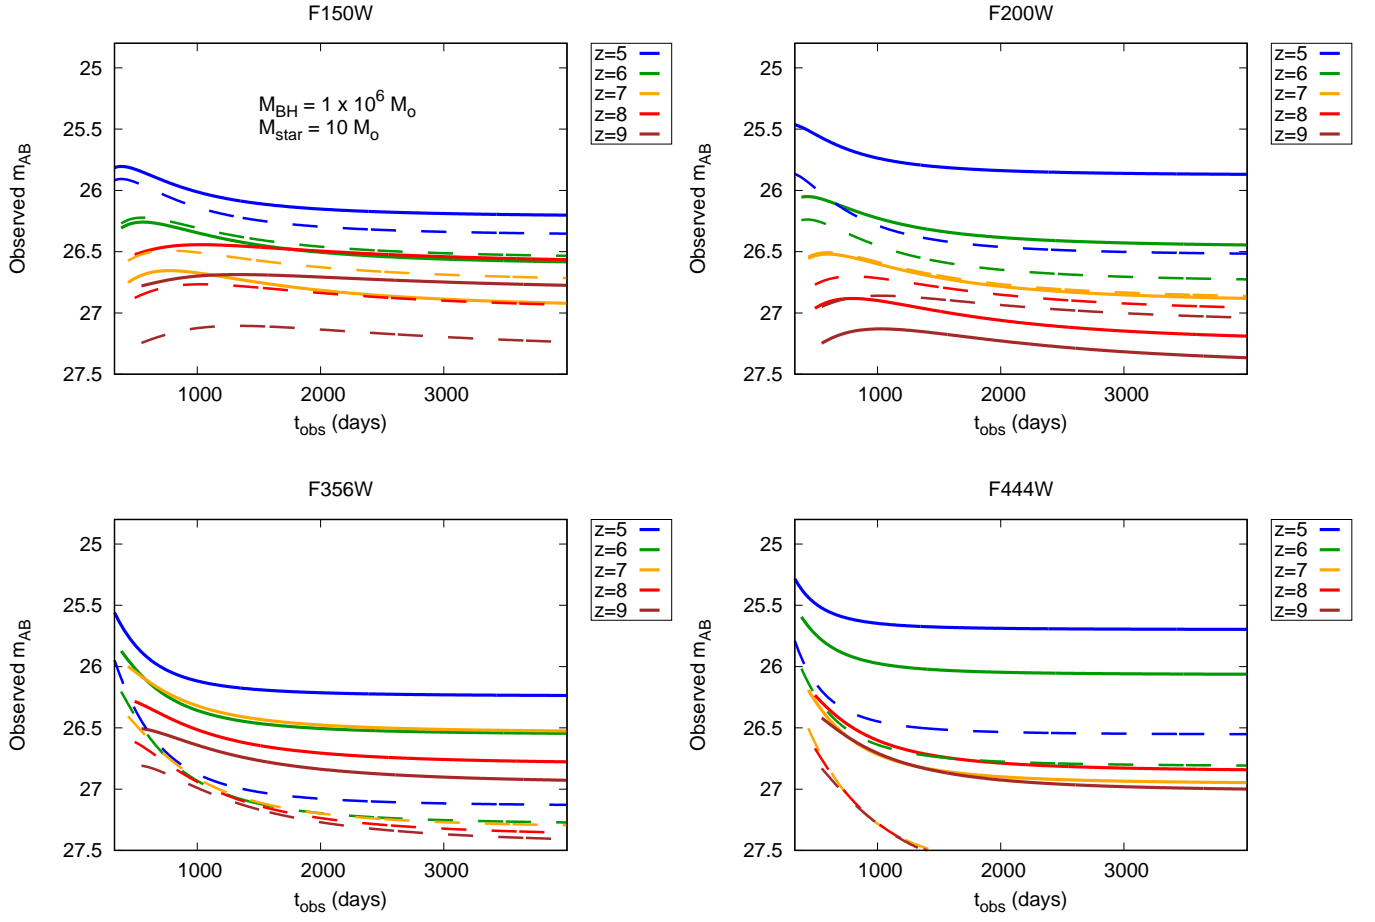 F150W
25
25.5
26
26.5
27
27.5
1000
2000
3000
Observed m_AB
t_obs (days)
M_BH = 1 x 10^6 M_o
M_star = 10 M_o
z=5
z=6
z=7
z=8
z=9
F200W
25
25.5
26
26.5
27
27.5
1000
2000
3000
Observed m_AB
t_obs (days)
z=5
z=6
z=7
z=8
z=9
F356W
25
25.5
26
26.5
27
27.5
1000
2000
3000
Observed m_AB
t_obs (days)
z=5
z=6
z=7
z=8
z=9
F444W
25
25.5
26
26.5
27
27.5
1000
2000
3000
Observed m_AB
t_obs (days)
z=5
z=6
z=7
z=8
z=9